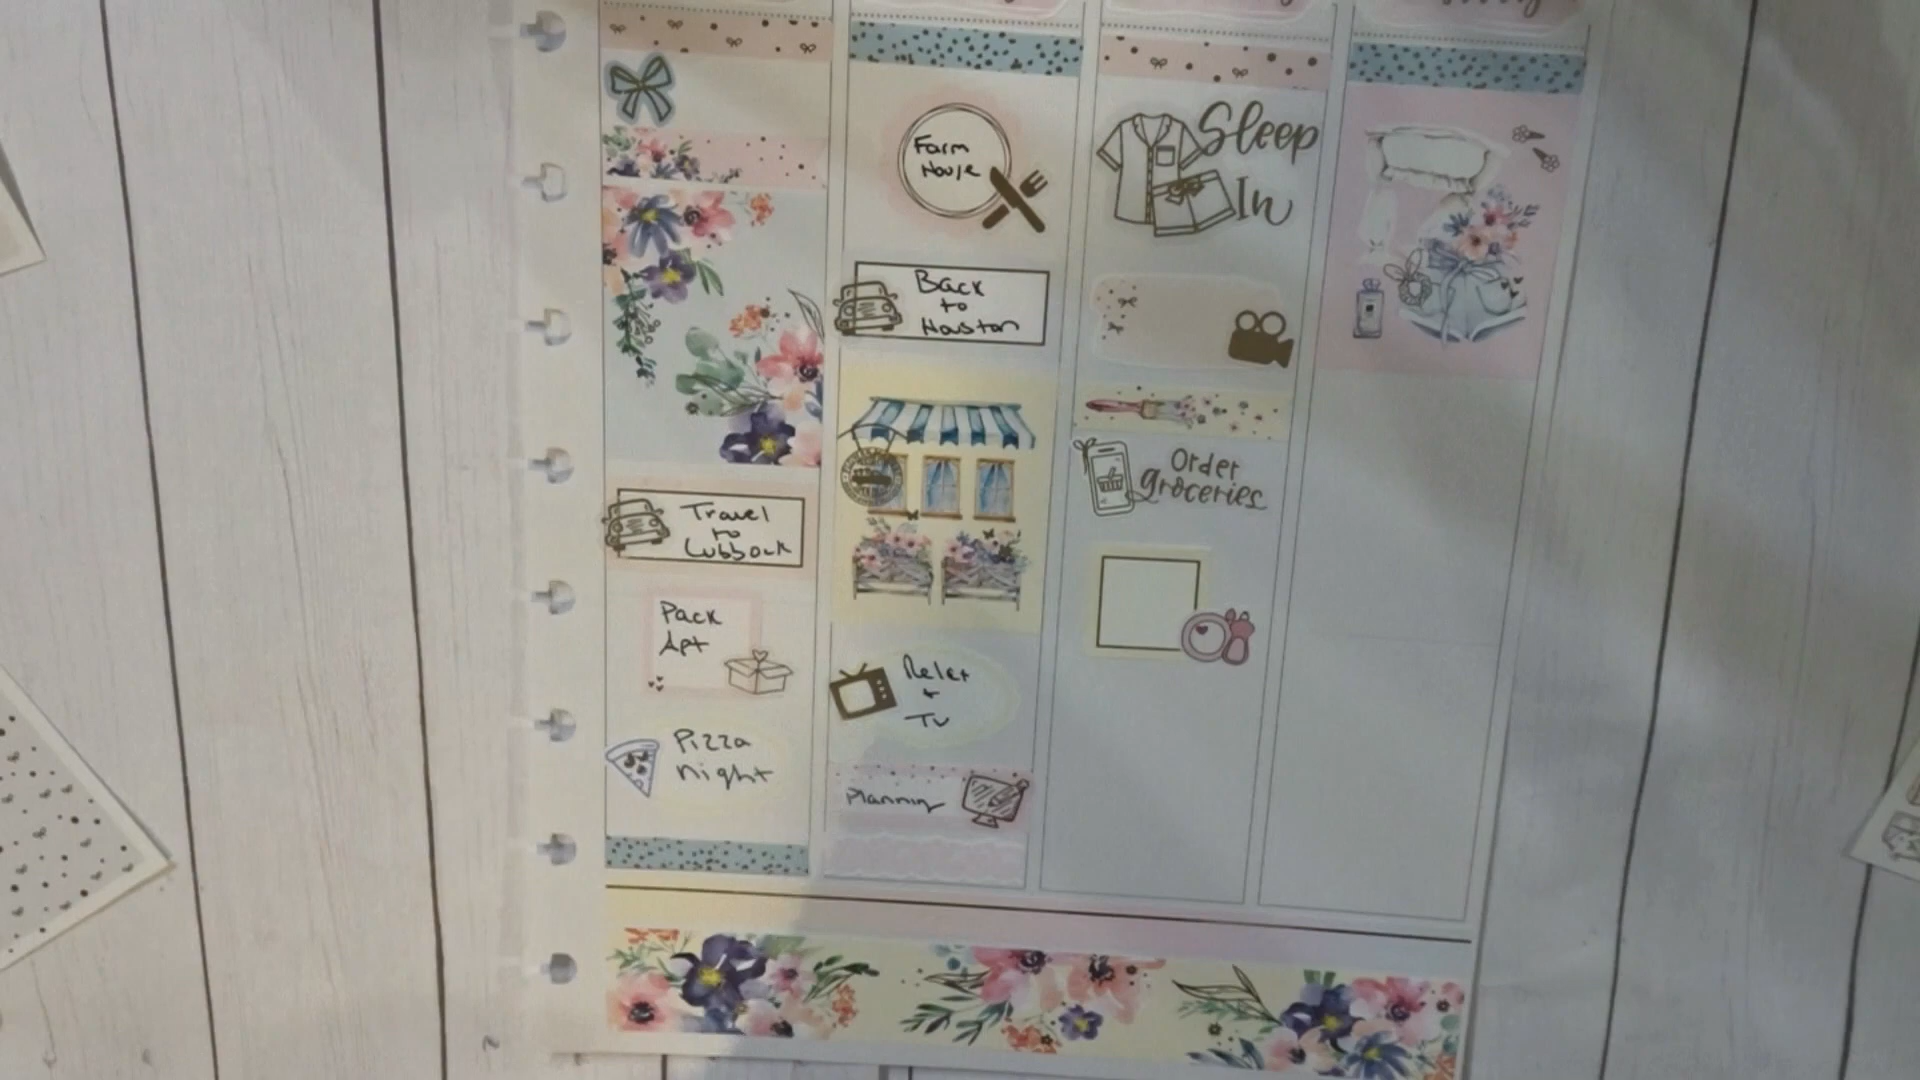 Travel
to
Lubbock
Pack
Apt
Pizza
night
Farm
House
Back
to
Houston
Relax
+
TV
Planning
Sleep
In
Order
groceries